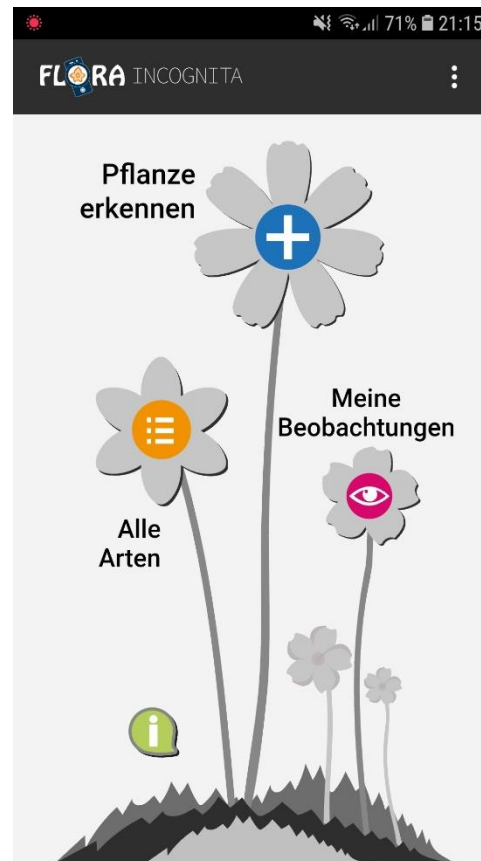 71% 21:15
FLORA INCOGNITA
Pflanze
erkennen
Meine
Beobachtungen
Alle
Arten
i